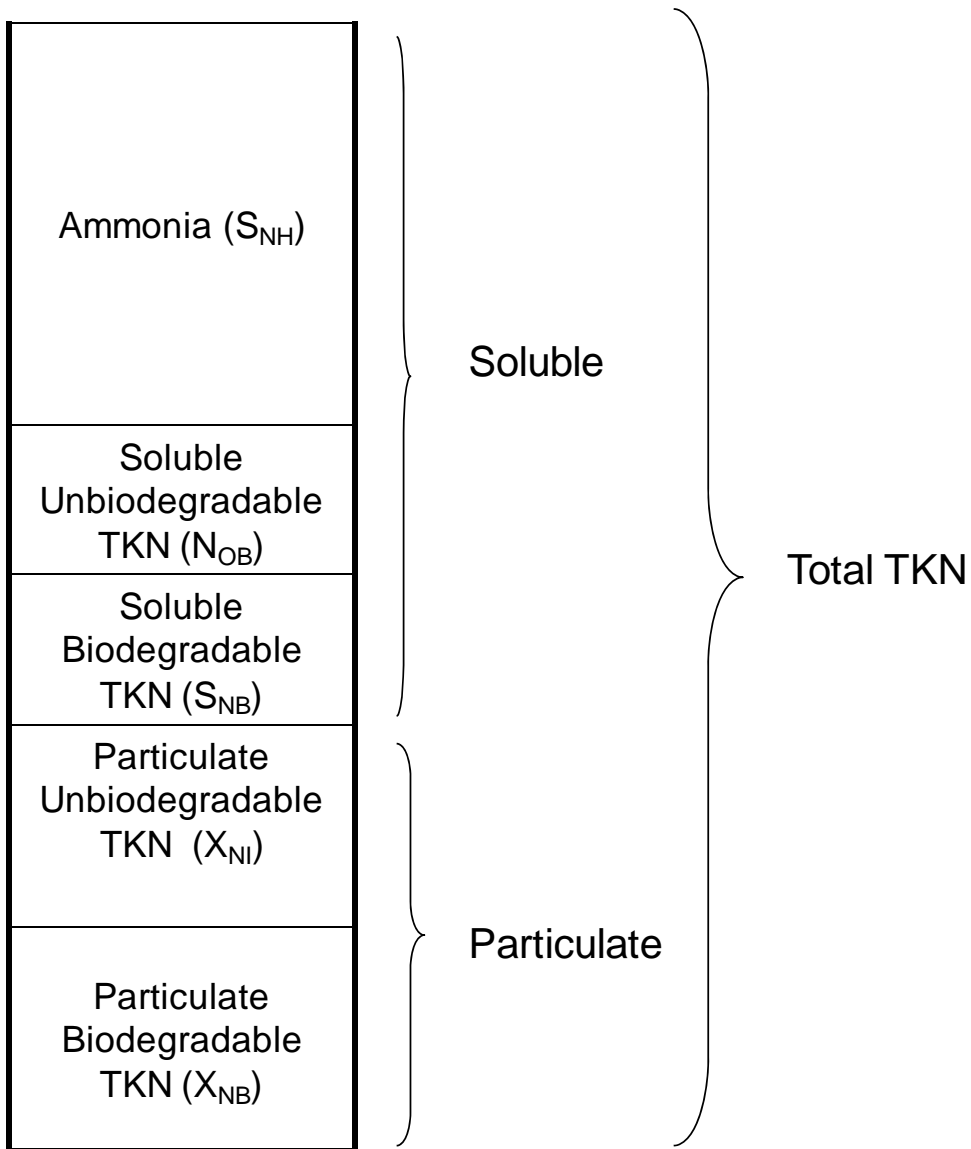 Ammonia (S_NH)
Soluble
Unbiodegradable
TKN (N_OB)
Soluble
Biodegradable
TKN (S_NB)
Particulate
Unbiodegradable
TKN (X_NI)
Particulate
Biodegradable
TKN (X_NB)
Soluble
Particulate
Total TKN